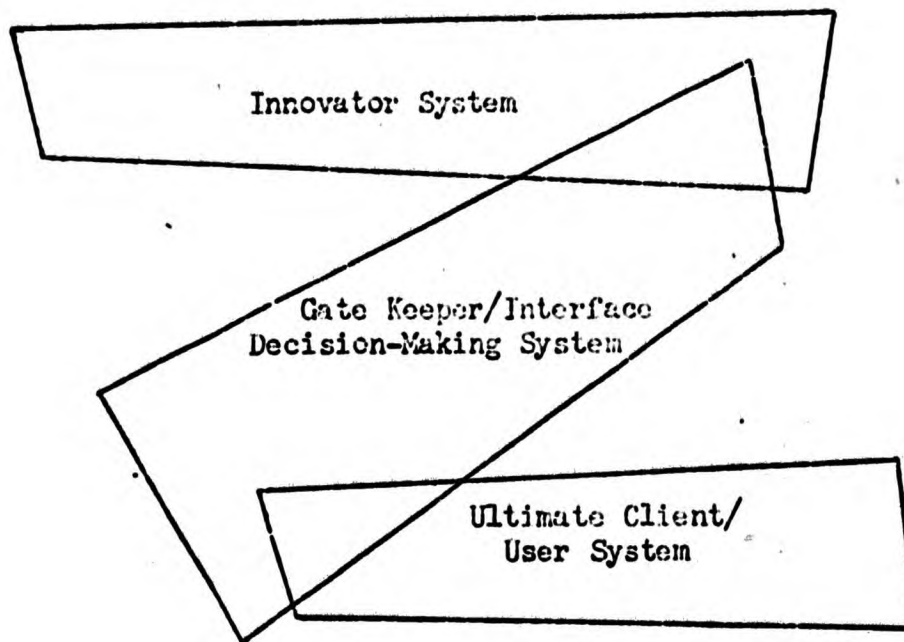 Innovator System
Gate Keeper/Interface
Decision-Making System
Ultimate Client/
User System